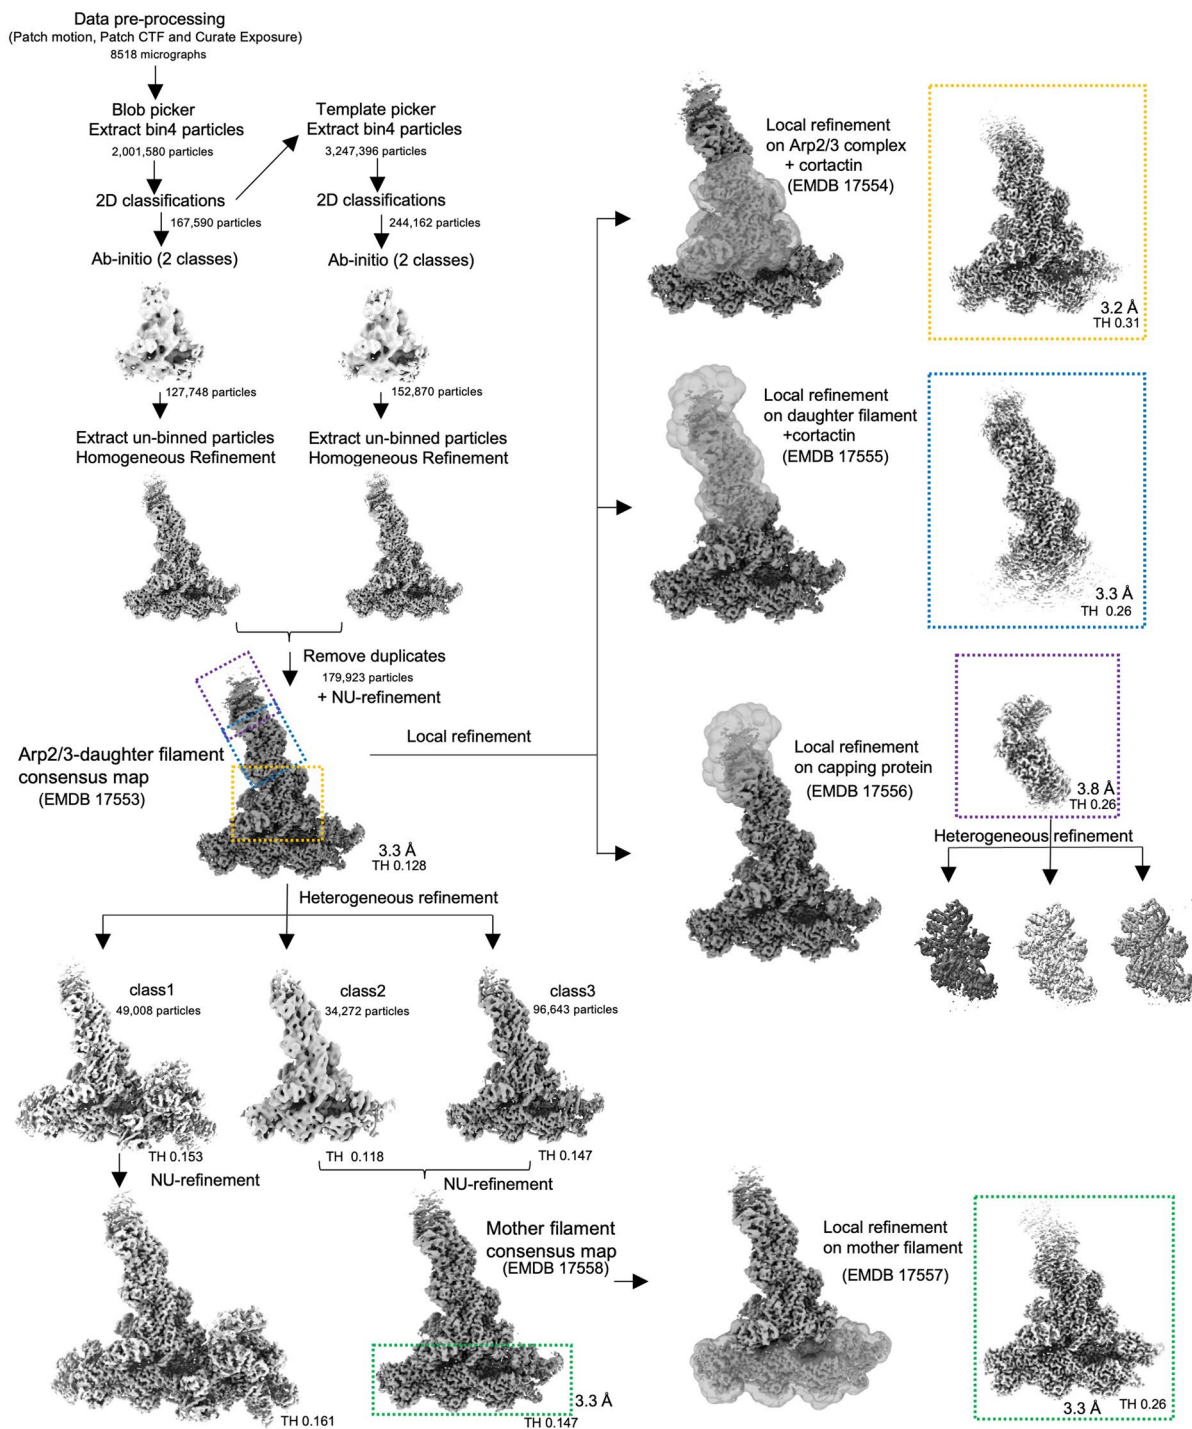 Data pre-processing
(Patch motion, Patch CTF and Curate Exposure)
8518 micrographs
Blob picker
Extract bin4 particles
2,001,580 particles
2D classifications
167,590 particles
Ab-initio (2 classes)
127,748 particles
Extract un-binned particles
Homogeneous Refinement
Template picker
Extract bin4 particles
3,247,396 particles
2D classifications
244,162 particles
Ab-initio (2 classes)
152,870 particles
Extract un-binned particles
Homogeneous Refinement
Remove duplicates
179,923 particles
+ NU-refinement
Arp2/3-daughter filament
consensus map
(EMDB 17553)
3.3 Å
TH 0.128
Local refinement
Local refinement
on Arp2/3 complex
+ cortactin
(EMDB 17554)
3.2 Å
TH 0.31
Local refinement
on daughter filament
+cortactin
(EMDB 17555)
3.3 Å
TH 0.26
Local refinement
on capping protein
(EMDB 17556)
3.8 Å
TH 0.26
Heterogeneous refinement
Heterogeneous refinement
class1
49,008 particles
TH 0.153
class2
34,272 particles
TH 0.118
class3
96,643 particles
TH 0.147
NU-refinement
TH 0.161
NU-refinement
Mother filament
consensus map
(EMDB 17558)
3.3 Å
TH 0.147
Local refinement
on mother filament
(EMDB 17557)
3.3 Å
TH 0.26